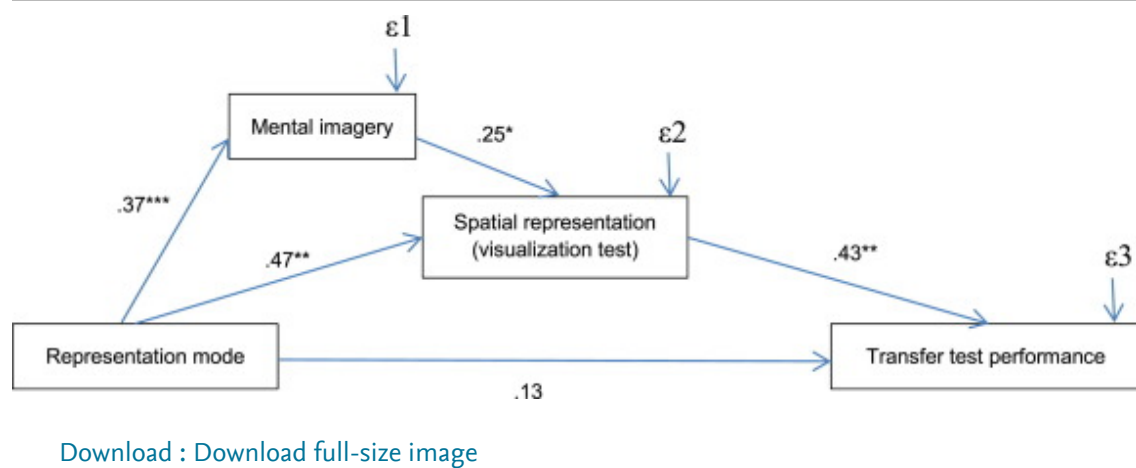 ε1
Mental imagery
.25*
ε2
.37***
Spatial representation
(visualization test)
.47**
.43**
ε3
Representation mode
Transfer test performance
.13
Download : Download full-size image